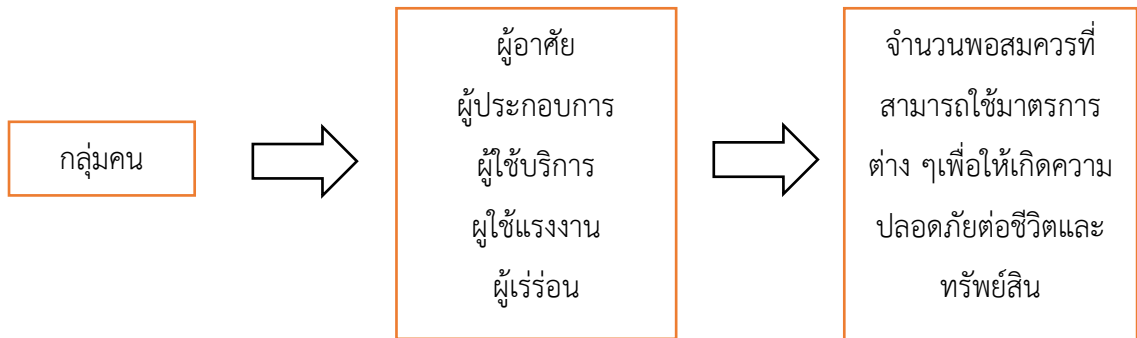 กลุ่มคน
ผู้อาศัย
ผู้ประกอบการ
ผู้ใช้บริการ
ผูใช้แรงงาน
ผู้เร่ร่อน
จำนวนพอสมควรที่
สามารถใช้มาตรการ
ต่าง ๆเพื่อให้เกิดความ
ปลอดภัยต่อชีวิตและ
ทรัพย์สิน